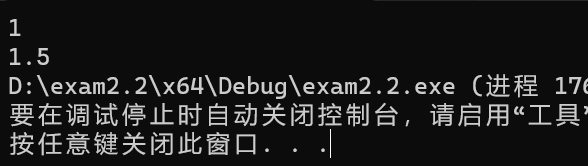 1
1.5
D:\exam2.2\x64\Debug\exam2.2.exe (进程 176
要在调试停止时自动关闭控制台，请启用“工具”
按任意键关闭此窗口. . .